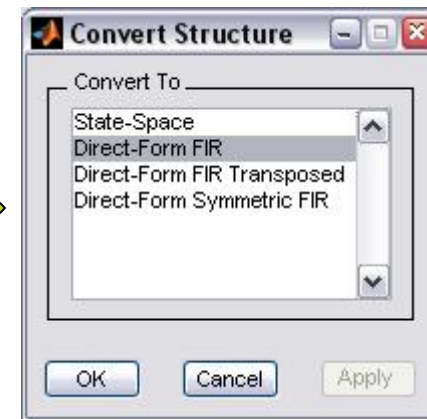 Convert Structure
Convert To
State-Space
Direct-Form FIR
Direct-Form FIR Transposed
Direct-Form Symmetric FIR
OK
Cancel
Apply